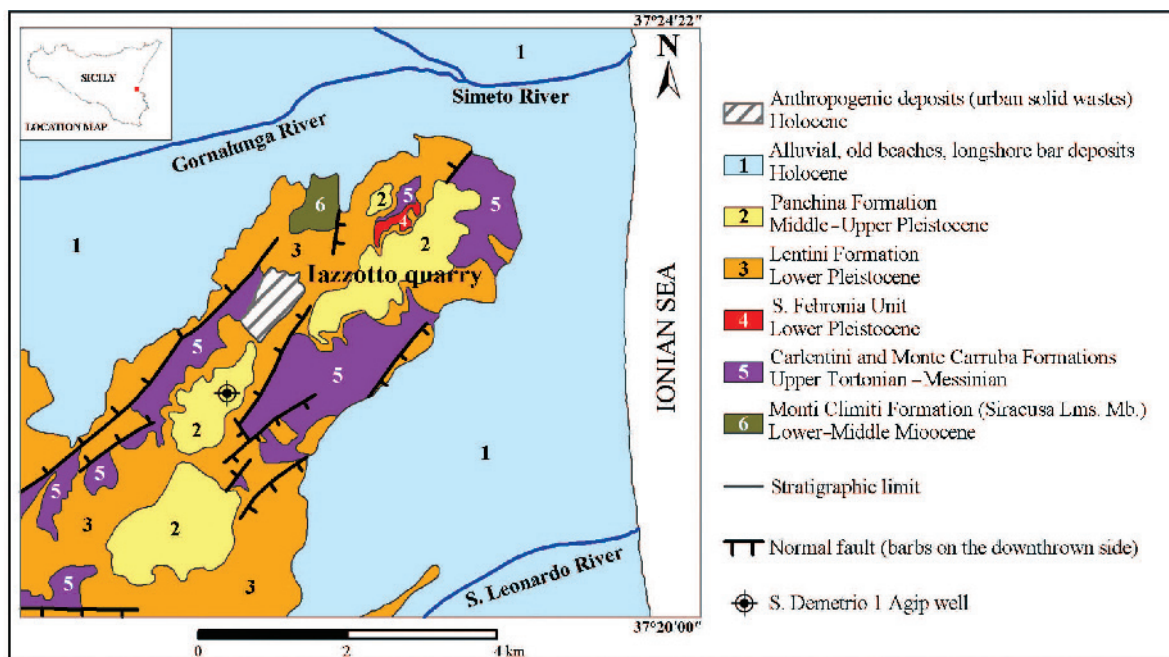 37°24'22"
SICILY
LOCATION MAP
1
N
Simeto River
Gornalunga River
6
2
5
4
5
1
3
2
Iazzotto quarry
5
5
2
1
5
5
3
2
5
3
S. Leonardo River
IONIAN SEA
37°20'00"
0 2 4 km
Anthropogenic deposits (urban solid wastes)
Holocene
1 Alluvial, old beaches, longshore bar deposits
Holocene
2 Panchina Formation
Middle-Upper Pleistocene
3 Lentini Formation
Lower Pleistocene
4 S. Febronia Unit
Lower Pleistocene
5 Carlentini and Monte Carruba Formations
Upper Tortonian-Messinian
6 Monti Climiti Formation (Siracusa Lms. Mb.)
Lower-Middle Miocene
Stratigraphic limit
Normal fault (barbs on the downthrown side)
S. Demetrio 1 Agip well